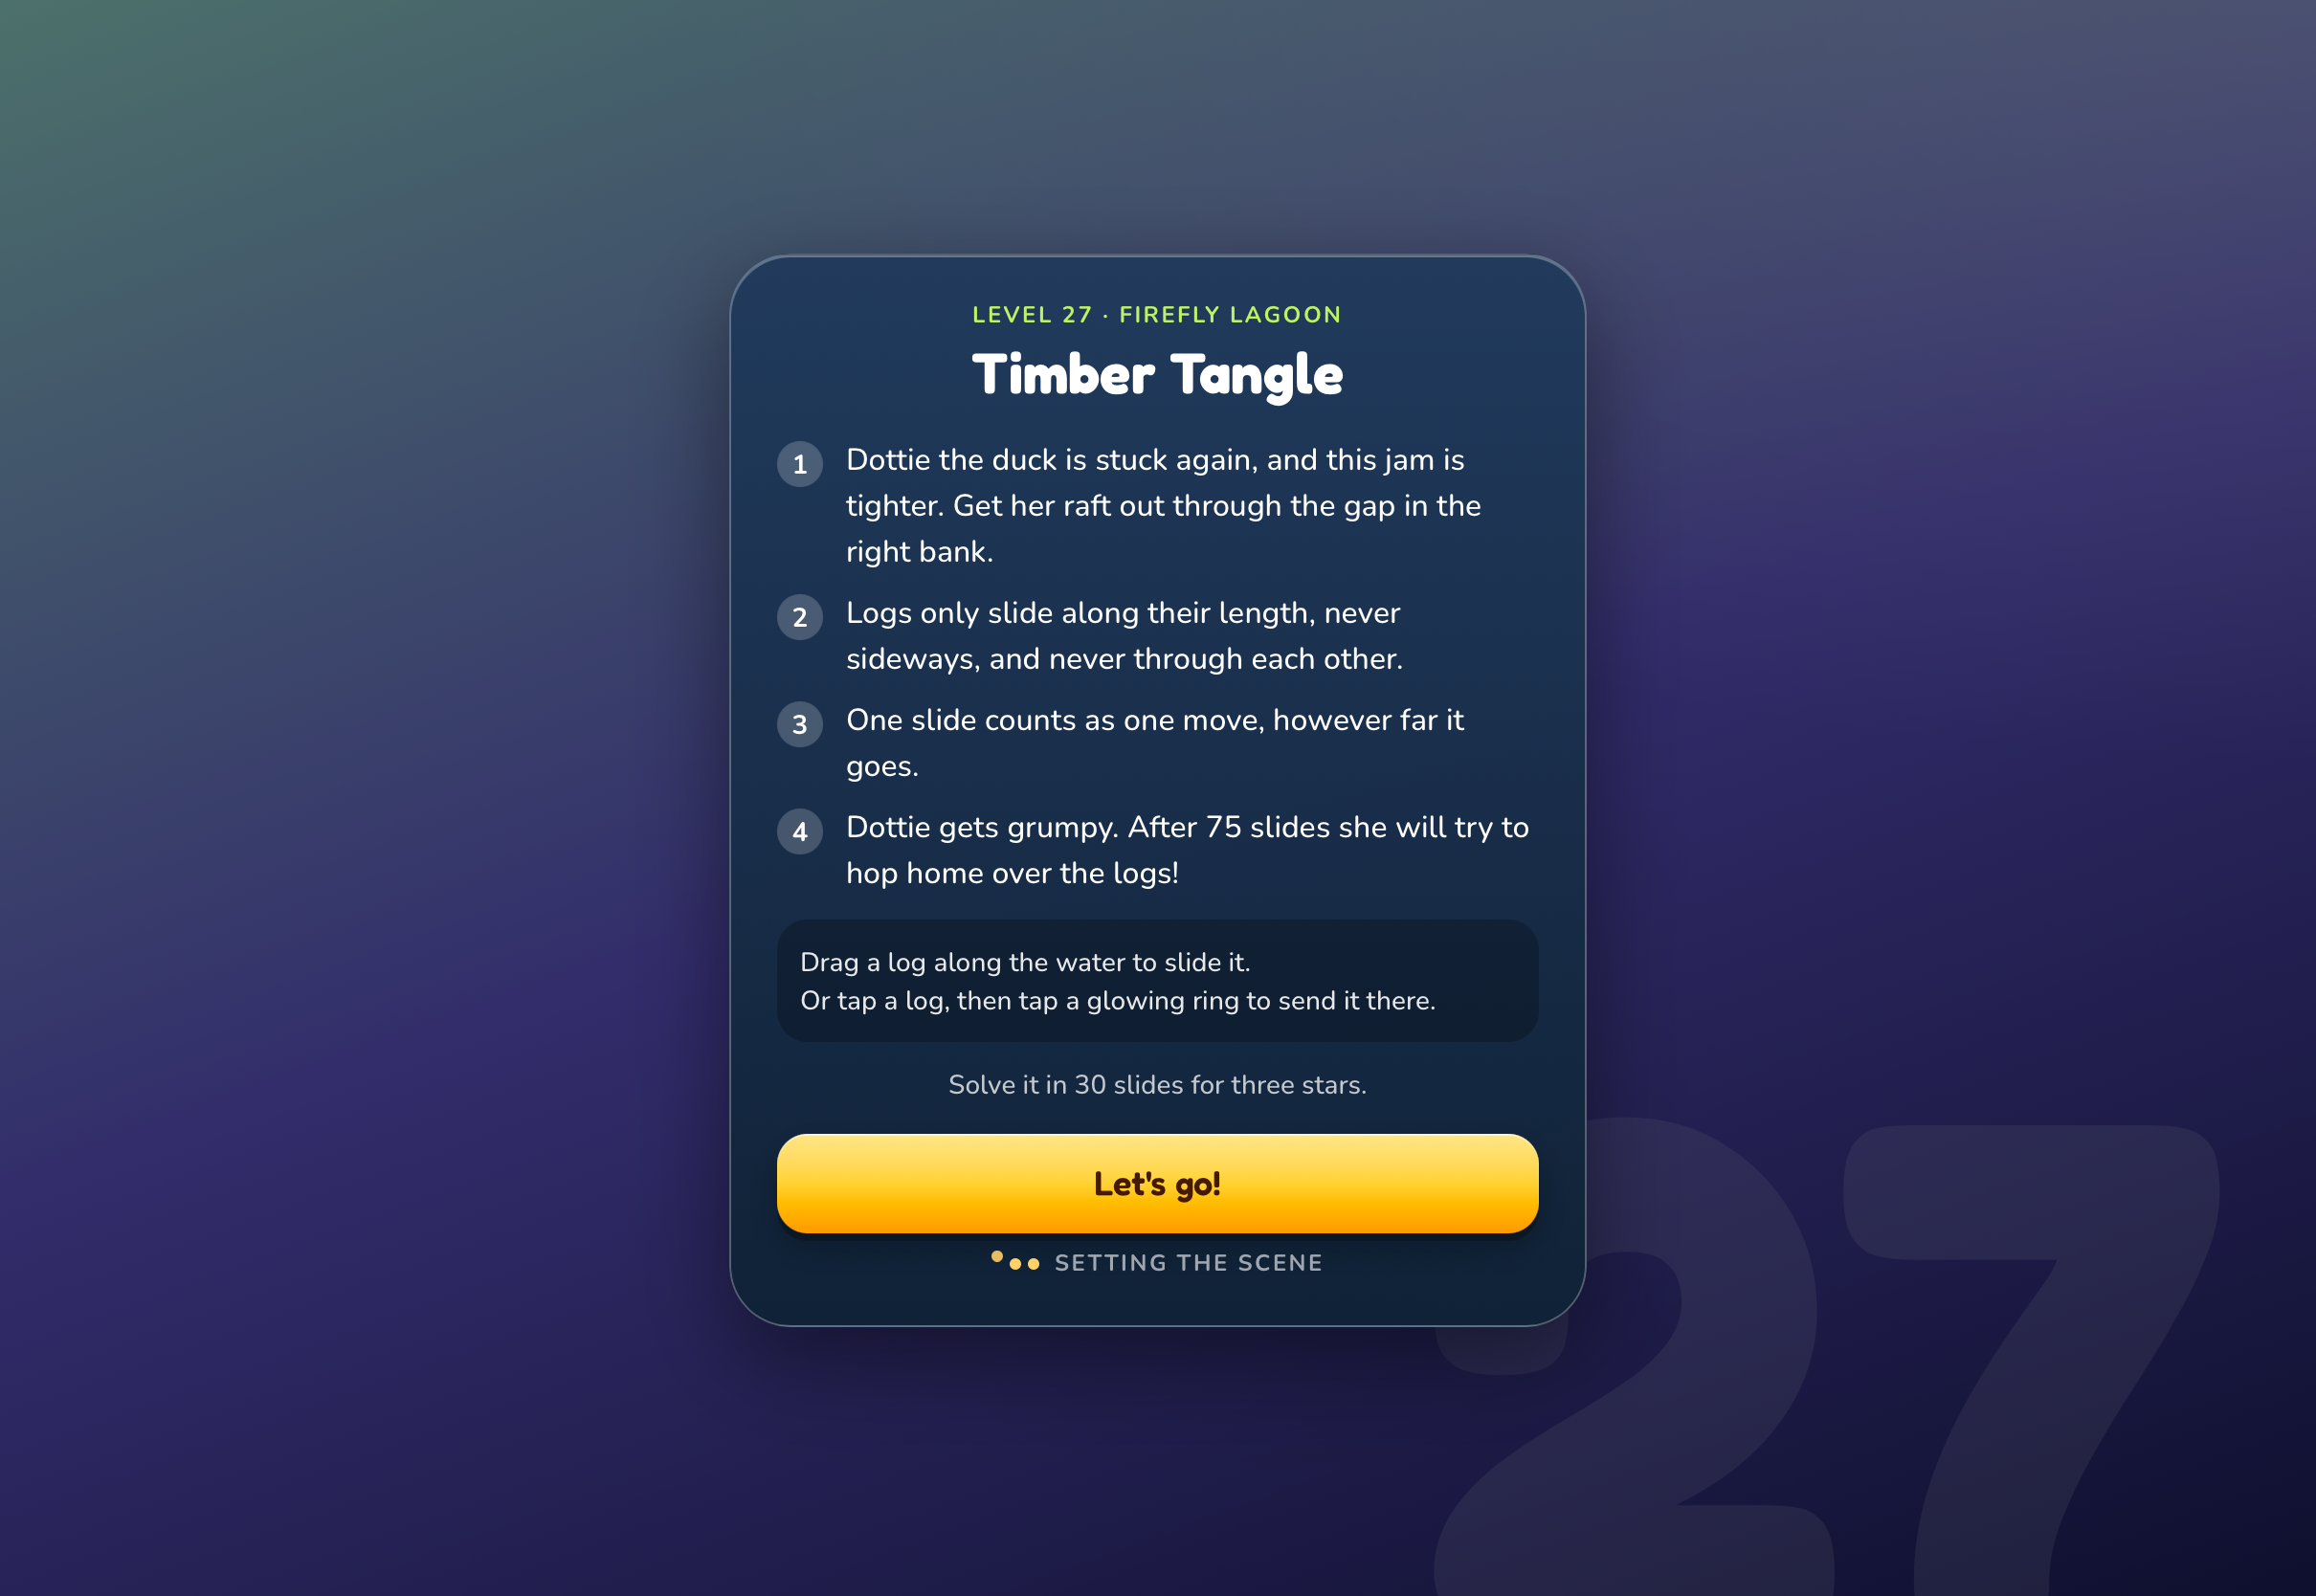 LEVEL 27 · FIREFLY LAGOON
Timber Tangle
1 Dottie the duck is stuck again, and this jam is
tighter. Get her raft out through the gap in the
right bank.
2 Logs only slide along their length, never
sideways, and never through each other.
3 One slide counts as one move, however far it
goes.
4 Dottie gets grumpy. After 75 slides she will try to
hop home over the logs!
Drag a log along the water to slide it.
Or tap a log, then tap a glowing ring to send it there.
Solve it in 30 slides for three stars.
Let's go!
SETTING THE SCENE
27